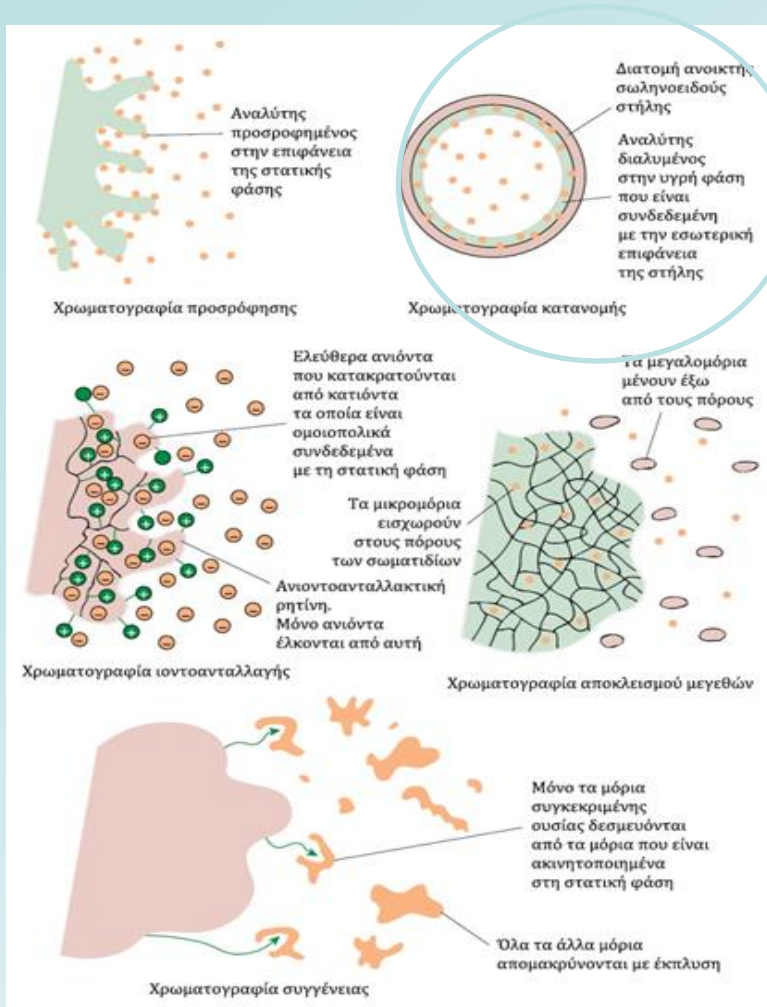 Αναλύτης
προσροφημένος
στην επιφάνεια
της στατικής
φάσης
Χρωματογραφία προσρόφησης
Διατομή ανοικτής
σωληνοειδούς
στήλης
Αναλύτης
διαλυμένος
στην υγρή φάση
που είναι
συνδεδεμένη
με την εσωτερική
επιφάνεια
της στήλης
Χρωματογραφία κατανομής
Ελεύθερα ανιόντα
που κατακρατούνται
από κατιόντα
τα οποία είναι
ομοιοπολικά
συνδεδεμένα
με τη στατική φάση
Ανιοντοανταλλακτική
ρητίνη.
Μόνο ανιόντα
έλκονται από αυτή
Χρωματογραφία ιοντοανταλλαγής
Τα μεγαλομόρια
μένουν έξω
από τους πόρους
Τα μικρομόρια
εισχωρούν
στους πόρους
των σωματιδίων
Χρωματογραφία αποκλεισμού μεγεθών
Μόνο τα μόρια
συγκεκριμένης
ουσίας δεσμευόνται
από τα μόρια που είναι
ακινητοποιημένα
στη στατική φάση
Όλα τα άλλα μόρια
απομακρύνονται με έκπλυση
Χρωματογραφία συγγένειας